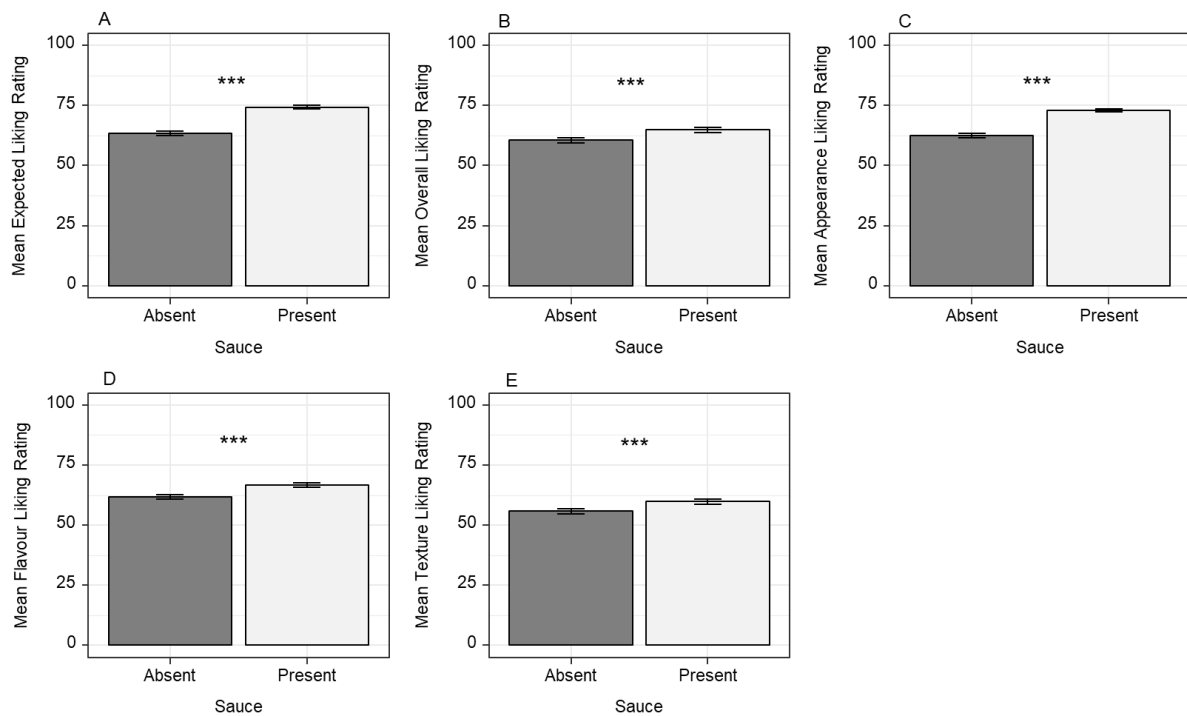 A
Mean Expected Liking Rating
100
75
50
25
0
***
Absent
Present
Sauce
B
Mean Overall Liking Rating
100
75
50
25
0
***
Absent
Present
Sauce
C
Mean Appearance Liking Rating
100
75
50
25
0
***
Absent
Present
Sauce
D
Mean Flavour Liking Rating
100
75
50
25
0
***
Absent
Present
Sauce
E
Mean Texture Liking Rating
100
75
50
25
0
***
Absent
Present
Sauce